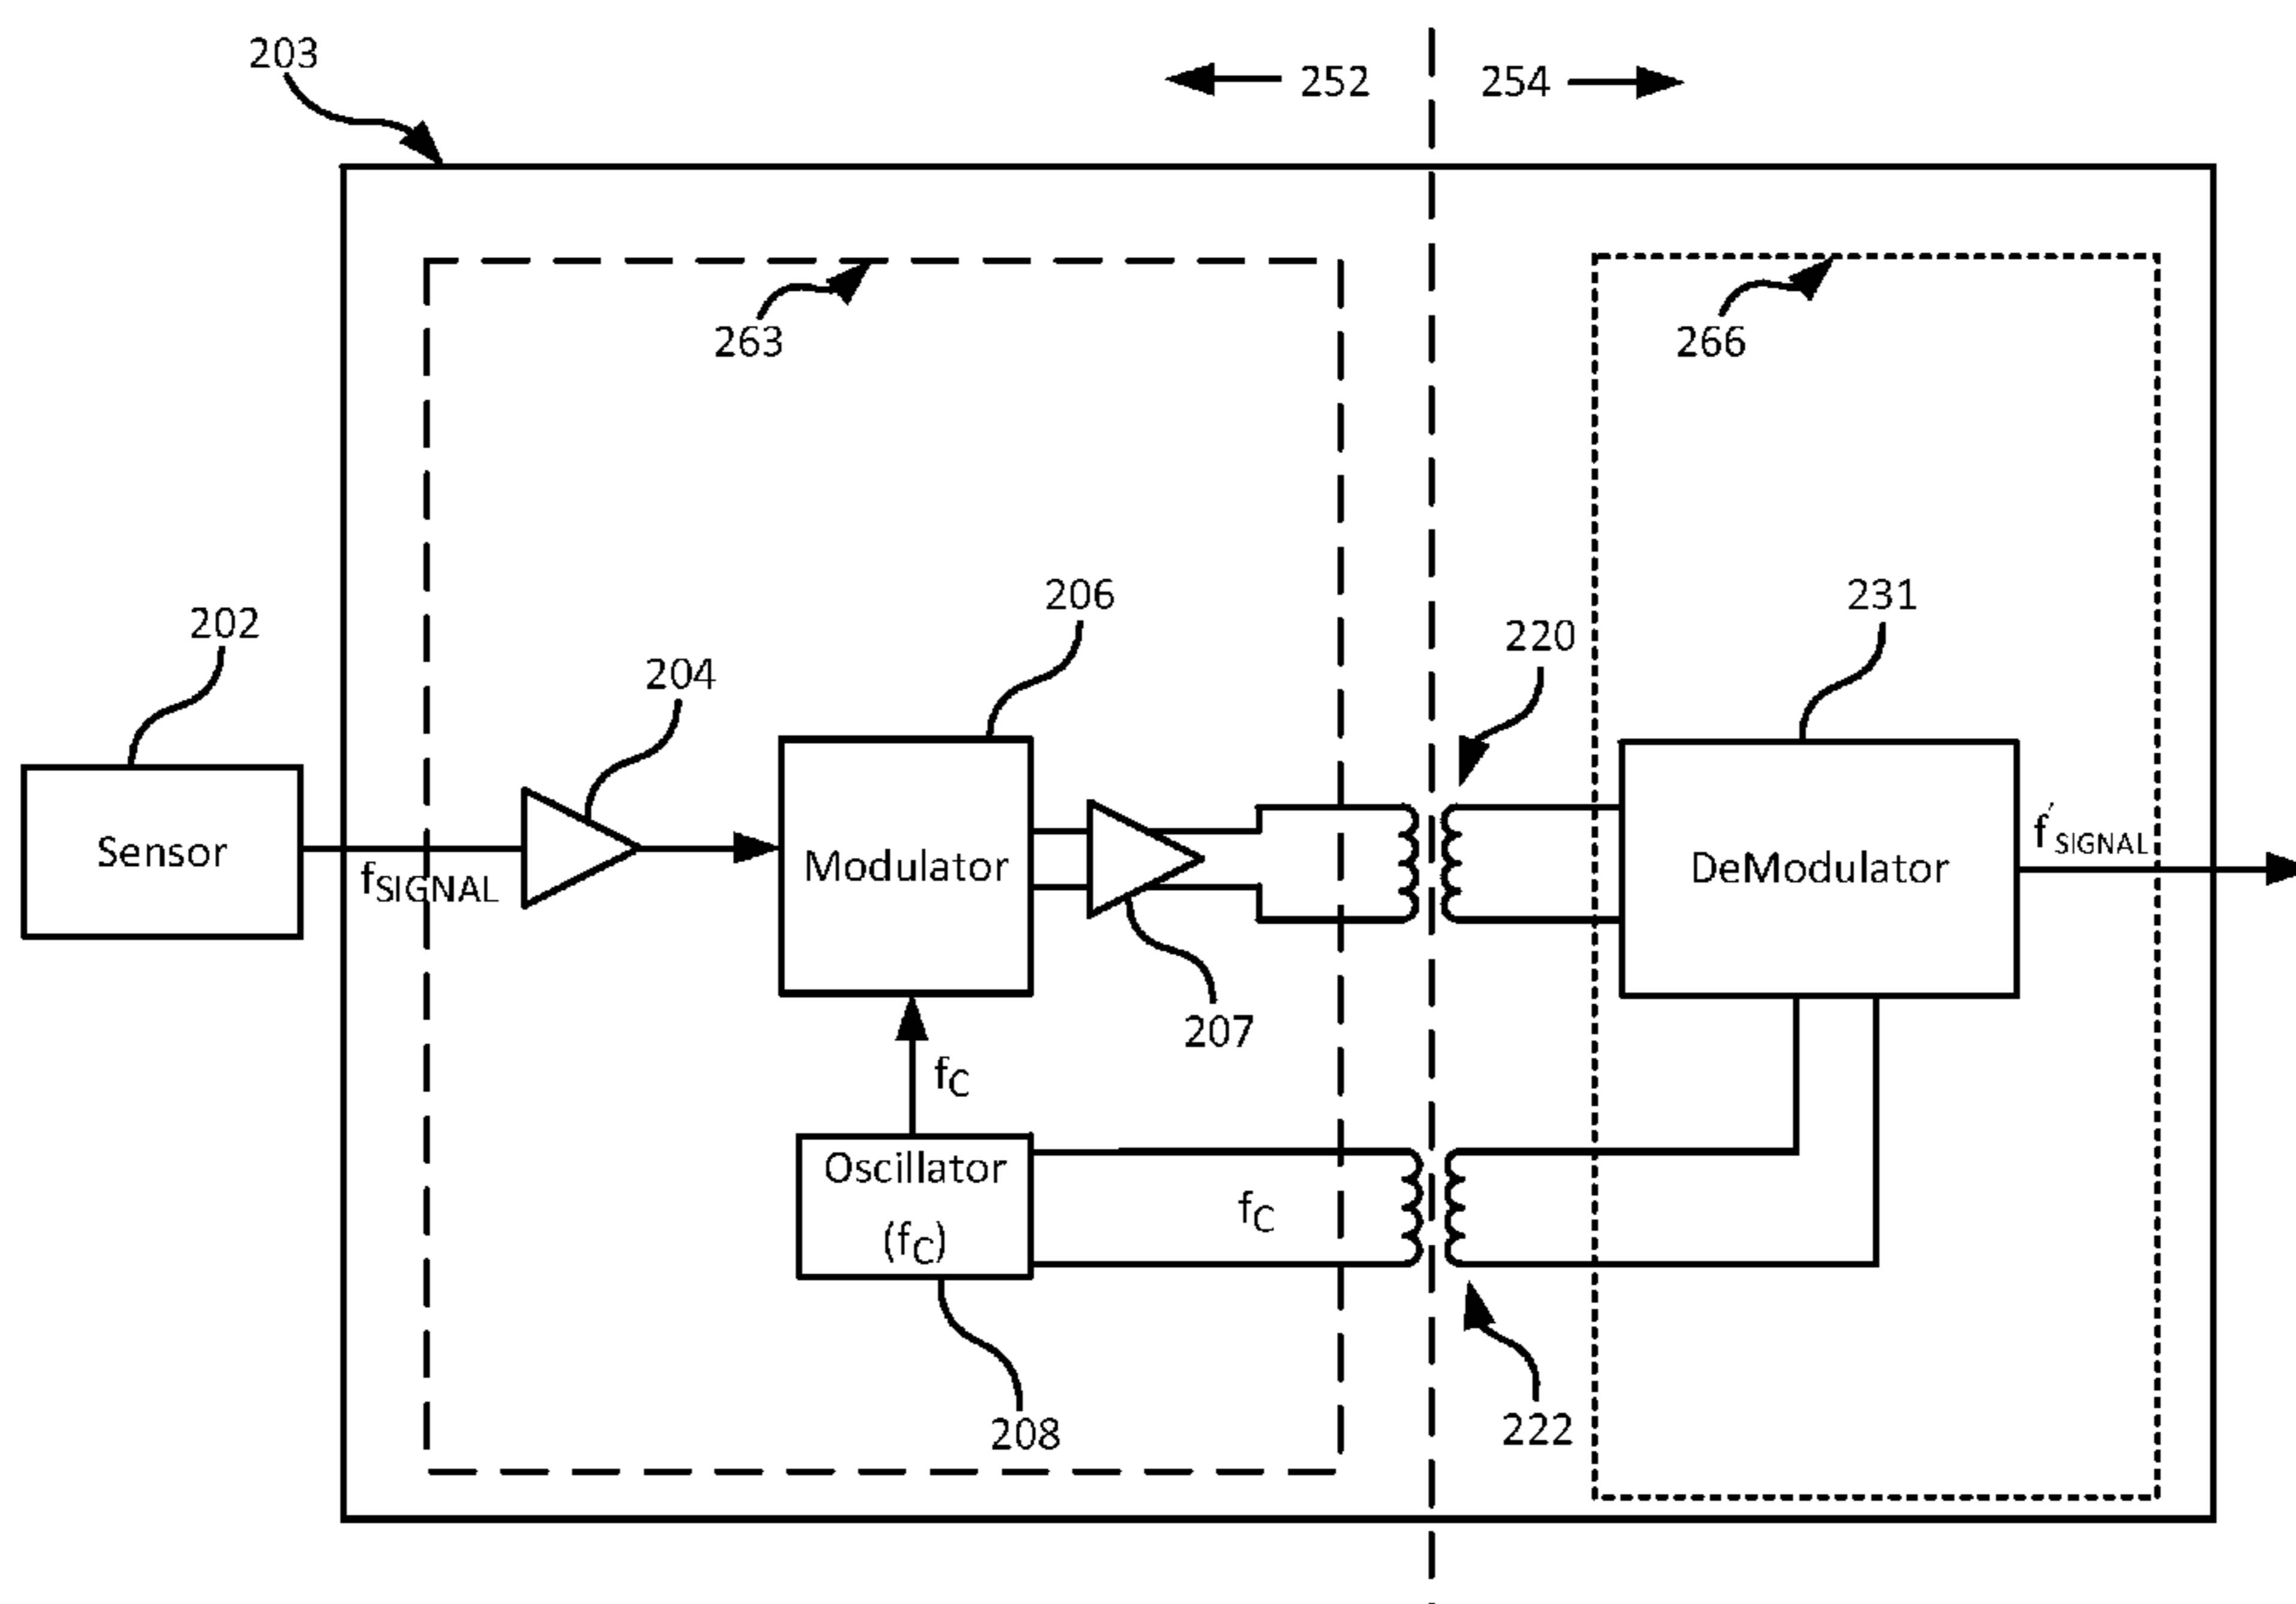 203
252
254
263
266
202
204
206
220
231
Sensor
fSIGNAL
Modulator
DeModulator
f′SIGNAL
207
fC
Oscillator
(fC)
fC
208
222